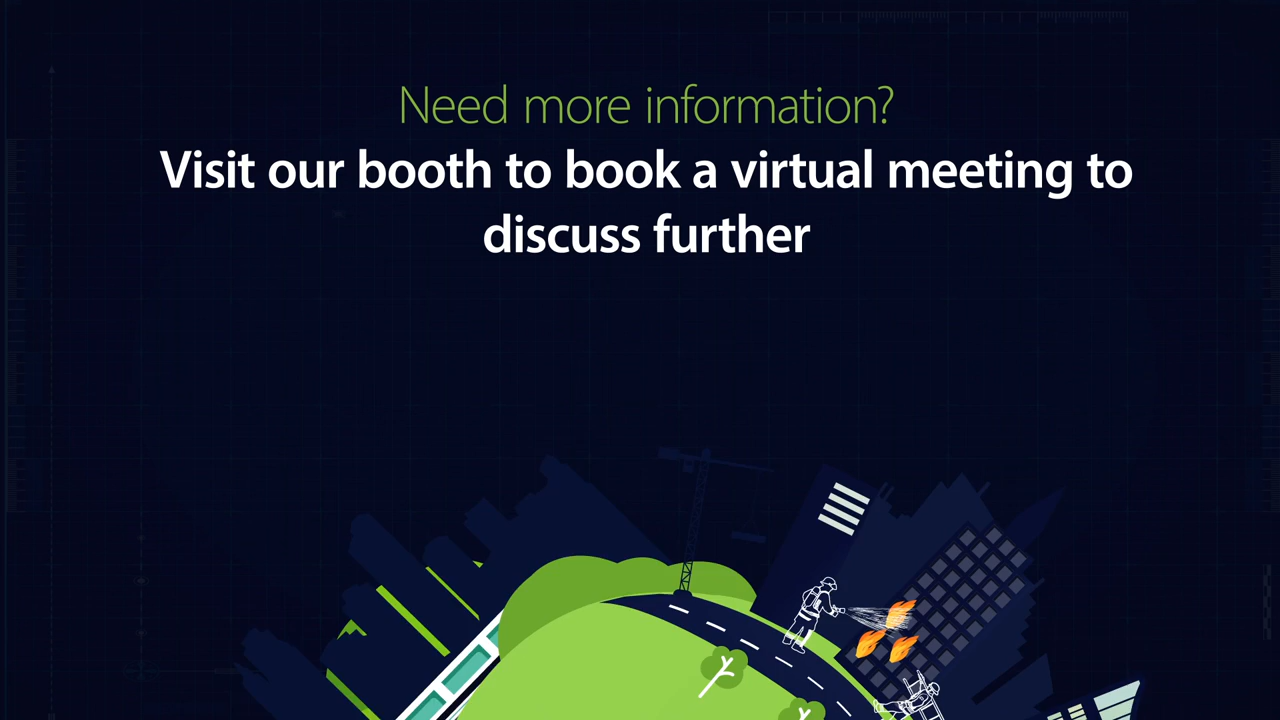 Need more information?
Visit our booth to book a virtual meeting to
discuss further